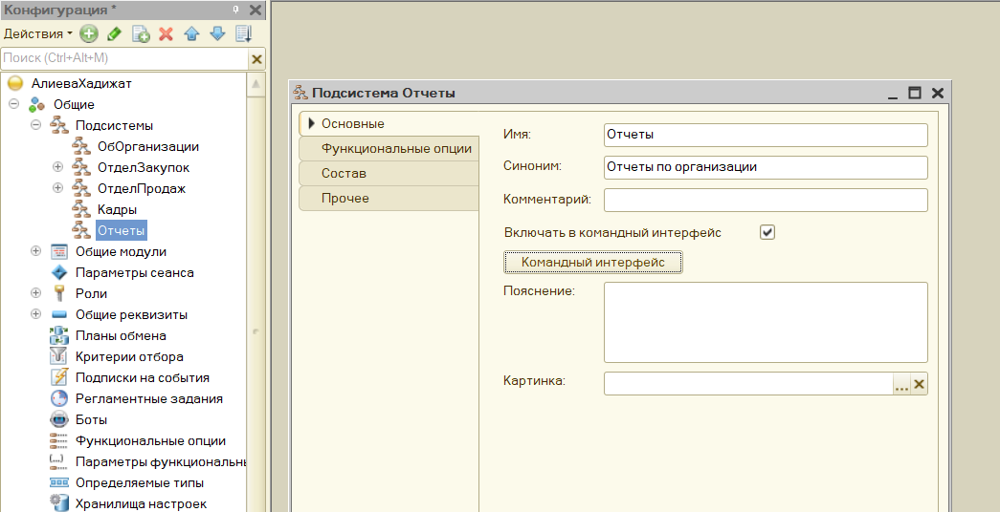 Конфигурация *
Действия
Поиск (Ctrl+Alt+M)
АлиеваХадижат
Общие
Подсистемы
ОбОрганизации
ОтделЗакупок
ОтделПродаж
Кадры
Отчеты
Общие модули
Параметры сеанса
Роли
Общие реквизиты
Планы обмена
Критерии отбора
Подписки на события
Регламентные задания
Боты
Функциональные опции
Параметры функциональнь
Определяемые типы
Хранилища настроек
Подсистема Отчеты
Основные
Функциональные опции
Состав
Прочее
Имя: Отчеты
Синоним: Отчеты по организации
Комментарий:
Включать в командный интерфейс
Командный интерфейс
Пояснение:
Картинка:
...